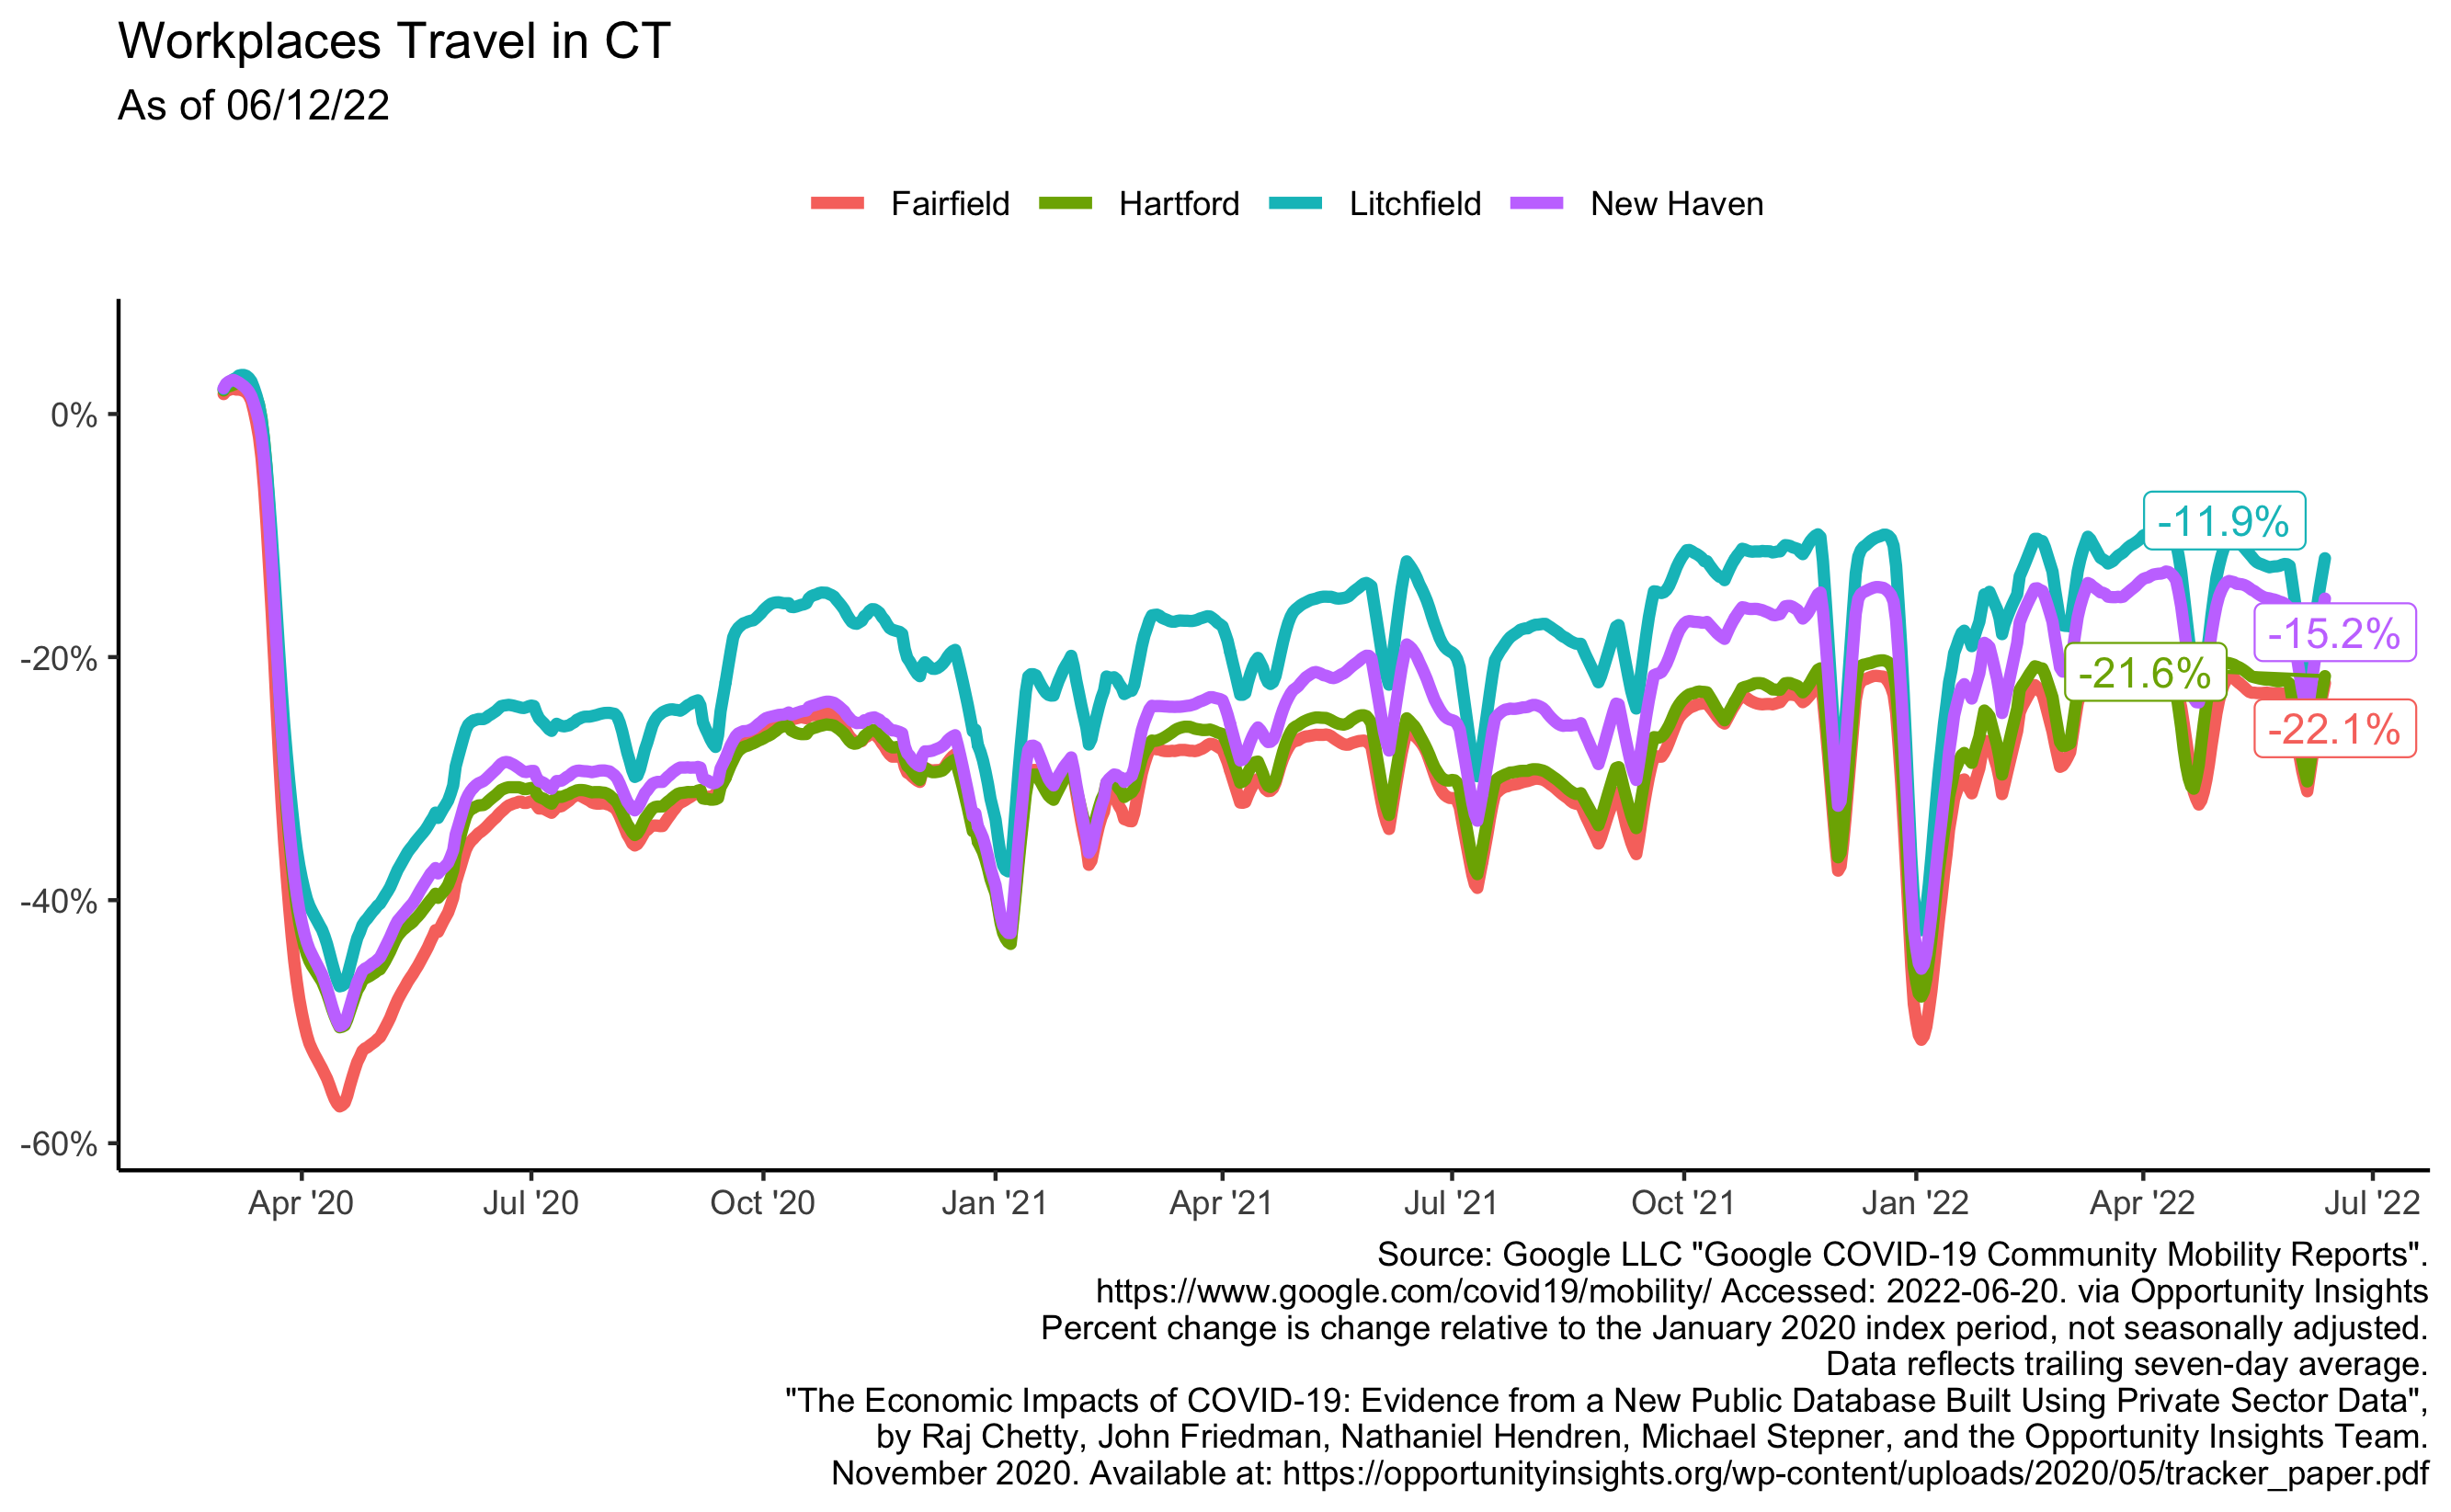 Workplaces Travel in CT
As of 06/12/22
Fairfield Hartford Litchfield New Haven
0%
-20%
-40%
-60%
-11.9%
-15.2%
-21.6%
-22.1%
Apr '20 Jul '20 Oct '20 Jan '21 Apr '21 Jul '21 Oct '21 Jan '22 Apr '22 Jul '22
Source: Google LLC "Google COVID-19 Community Mobility Reports".
https://www.google.com/covid19/mobility/ Accessed: 2022-06-20. via Opportunity Insights
Percent change is change relative to the January 2020 index period, not seasonally adjusted.
Data reflects trailing seven-day average.
"The Economic Impacts of COVID-19: Evidence from a New Public Database Built Using Private Sector Data",
by Raj Chetty, John Friedman, Nathaniel Hendren, Michael Stepner, and the Opportunity Insights Team.
November 2020. Available at: https://opportunityinsights.org/wp-content/uploads/2020/05/tracker_paper.pdf